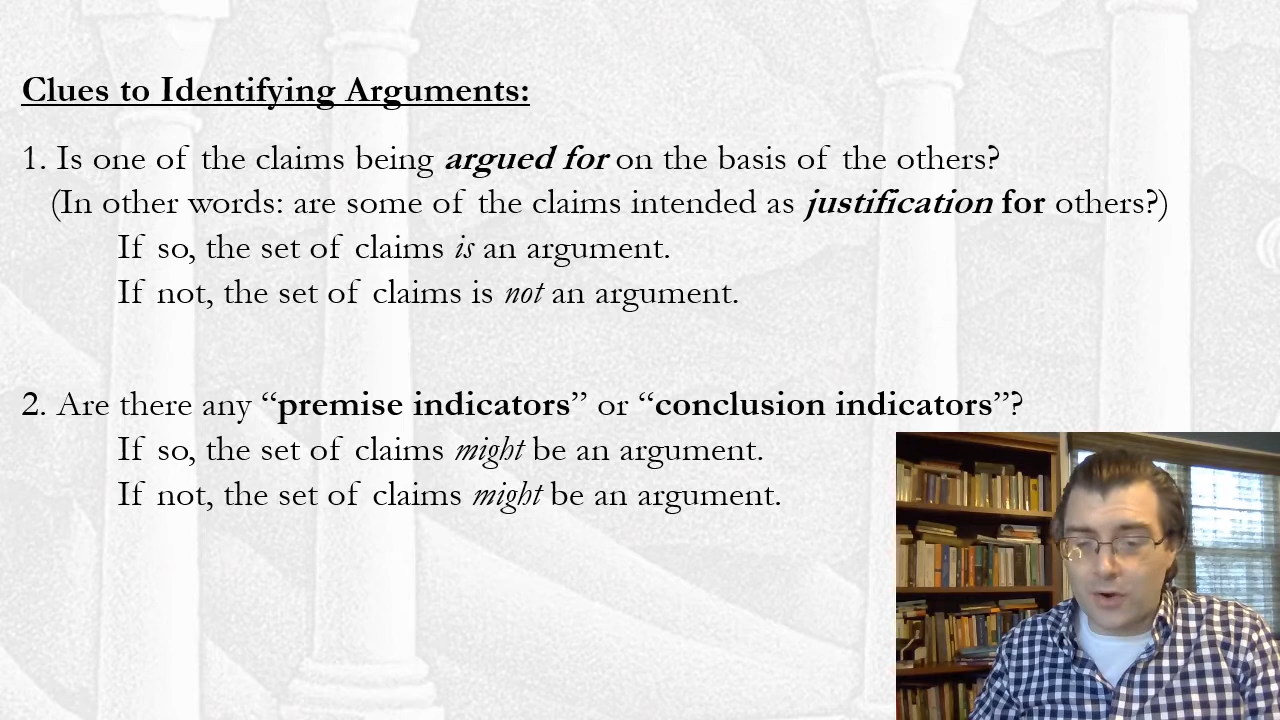 Clues to Identifying Arguments:
1. Is one of the claims being argued for on the basis of the others?
(In other words: are some of the claims intended as justification for others?)
If so, the set of claims is an argument.
If not, the set of claims is not an argument.
2. Are there any “premise indicators” or “conclusion indicators”?
If so, the set of claims might be an argument.
If not, the set of claims might be an argument.